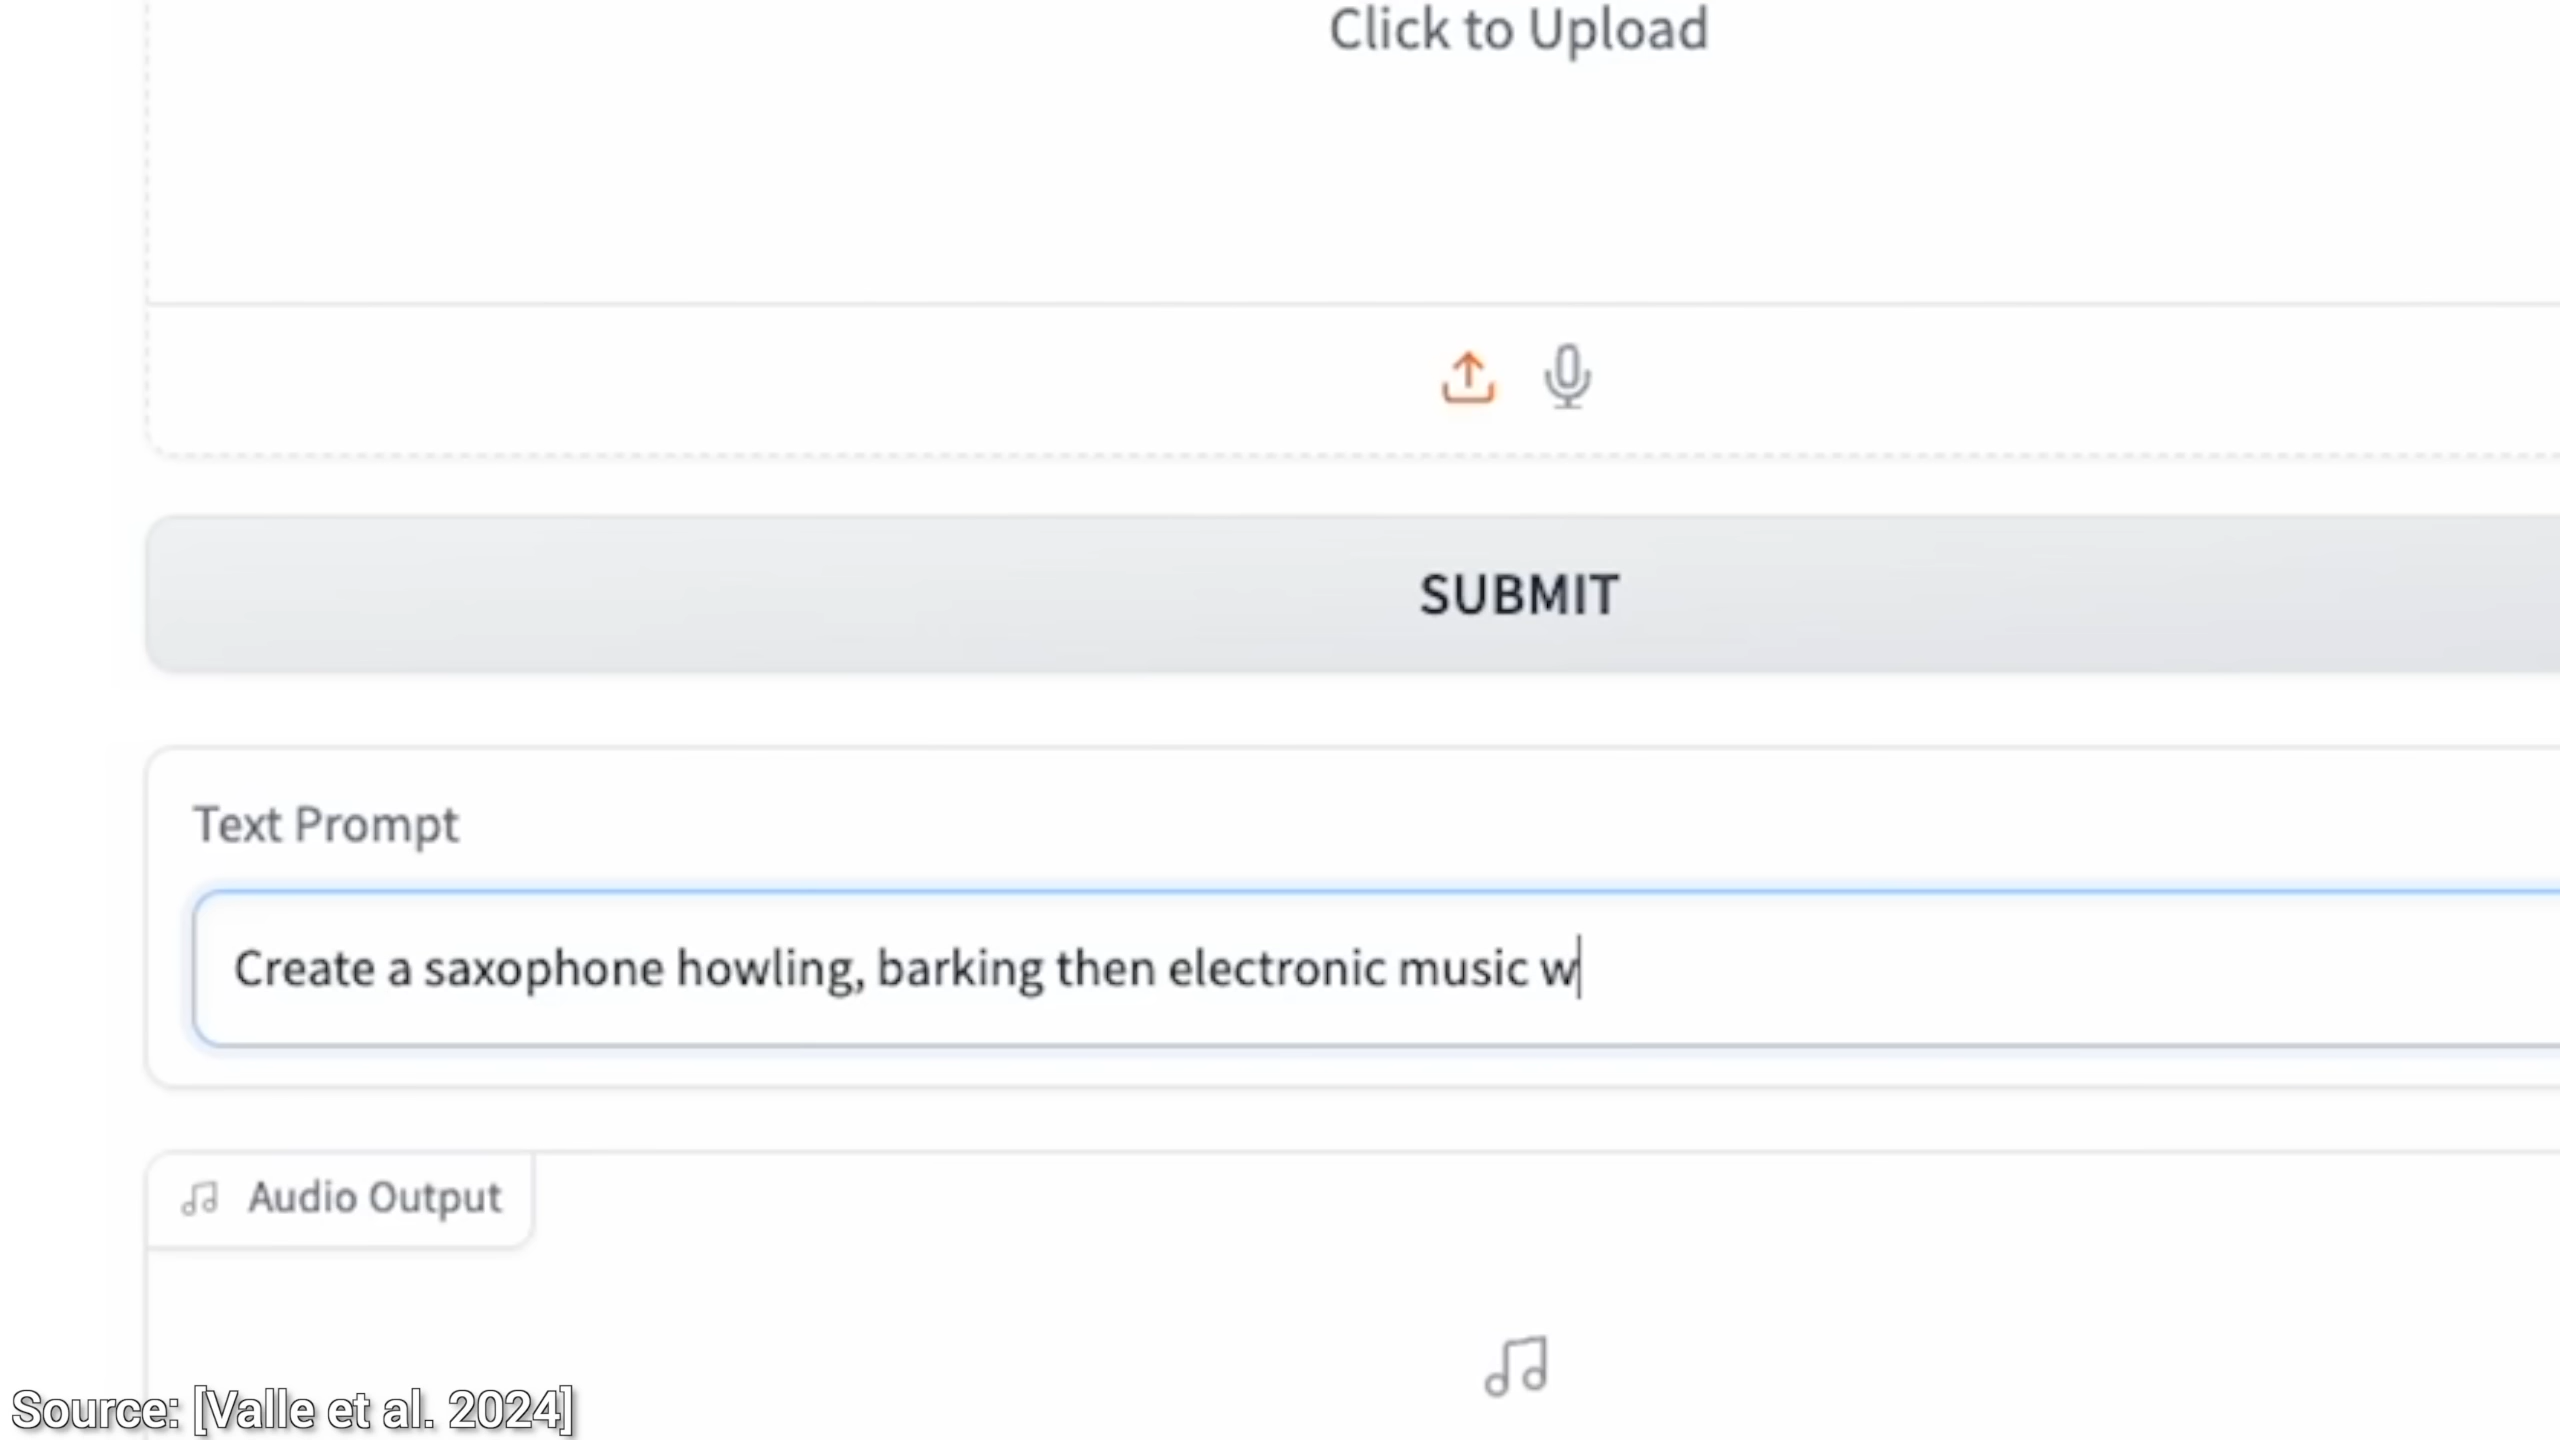 Click to Upload
SUBMIT
Text Prompt
Create a saxophone howling, barking then electronic music w
Audio Output
Source: [Valle et al. 2024]